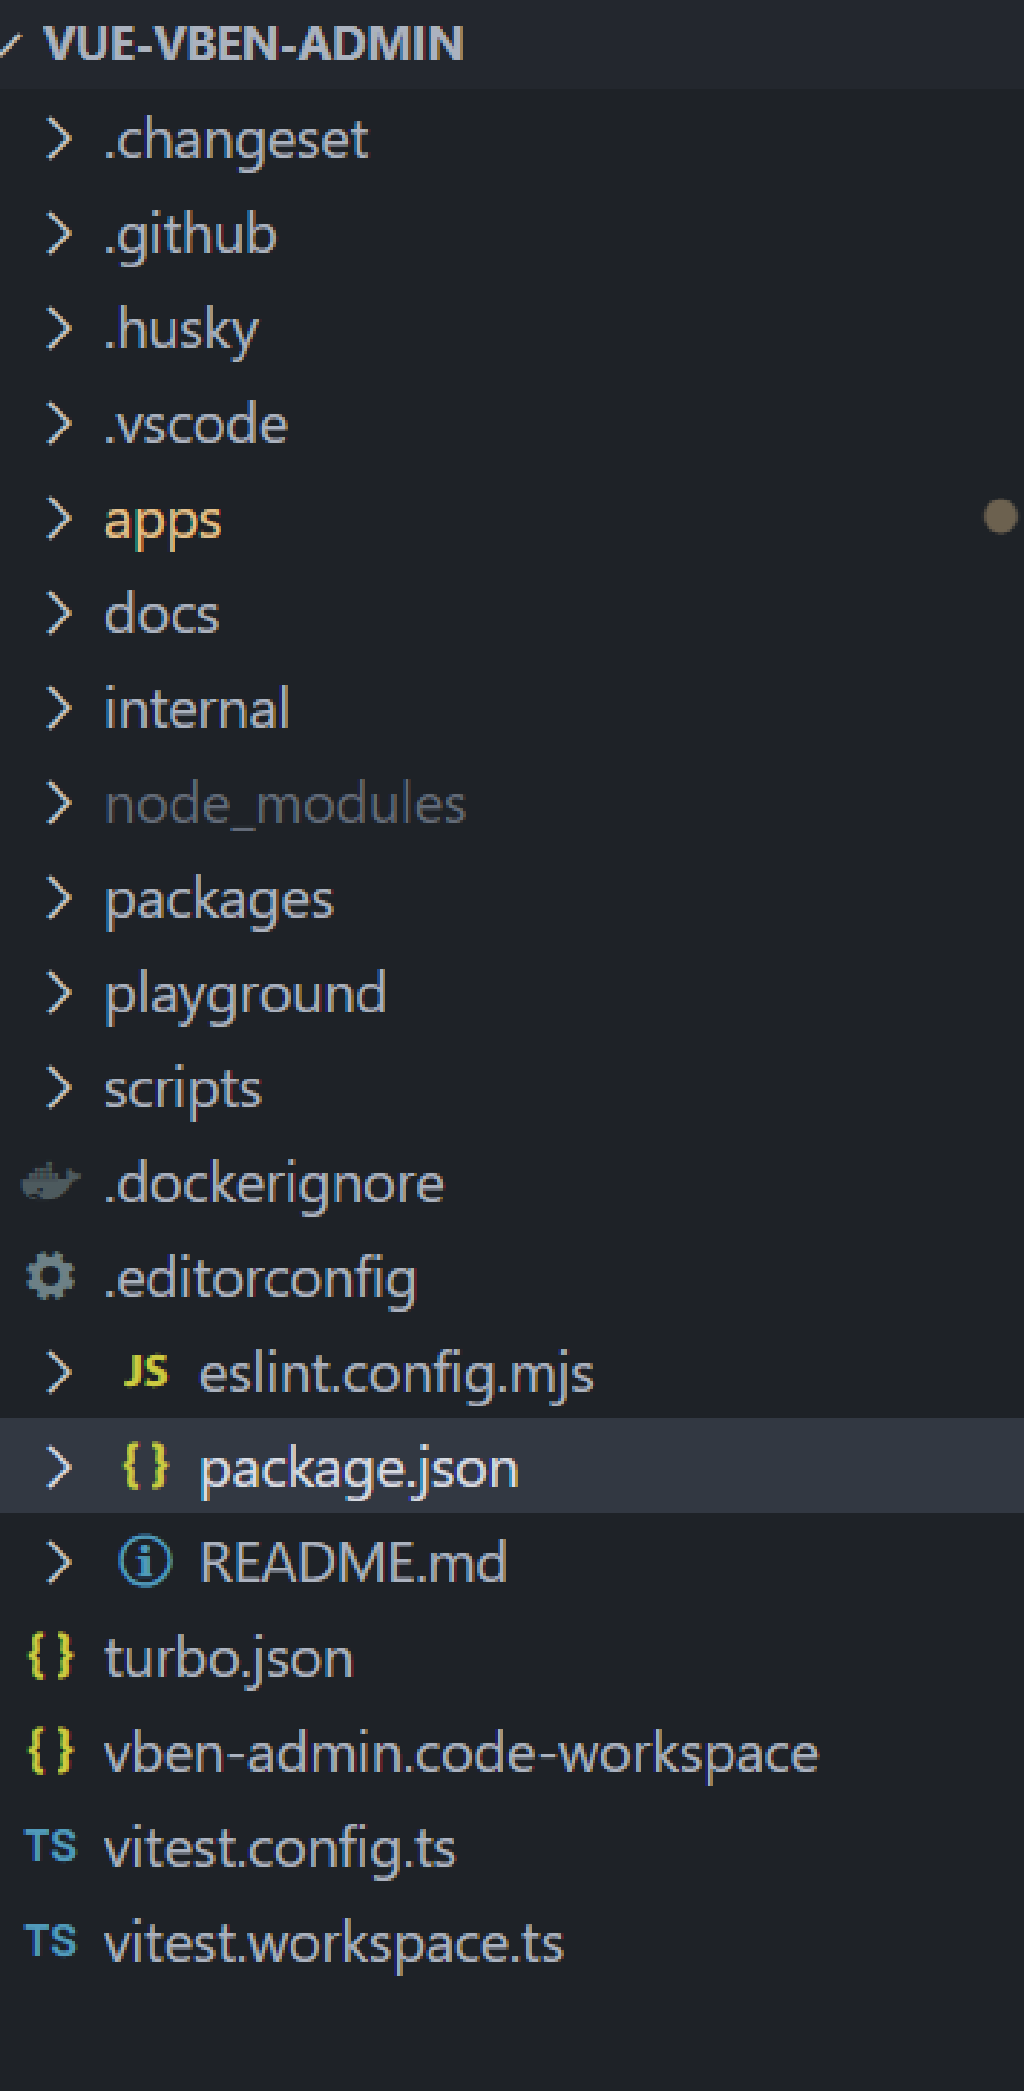 VUE-VBEN-ADMIN
.changeset
.github
.husky
.vscode
apps
docs
internal
node_modules
packages
playground
scripts
.dockerignore
.editorconfig
JS eslint.config.mjs
{} package.json
README.md
{} turbo.json
{} vben-admin.code-workspace
TS vitest.config.ts
TS vitest.workspace.ts